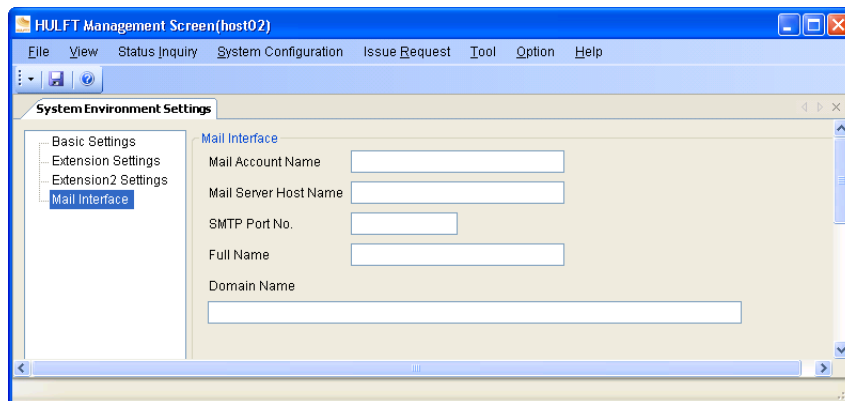 HULFT Management Screen(host02)
File View Status Inquiry System Configuration Issue Request Tool Option Help
System Environment Settings
Basic Settings
Extension Settings
Extension2 Settings
Mail Interface
Mail Interface
Mail Account Name
Mail Server Host Name
SMTP Port No.
Full Name
Domain Name